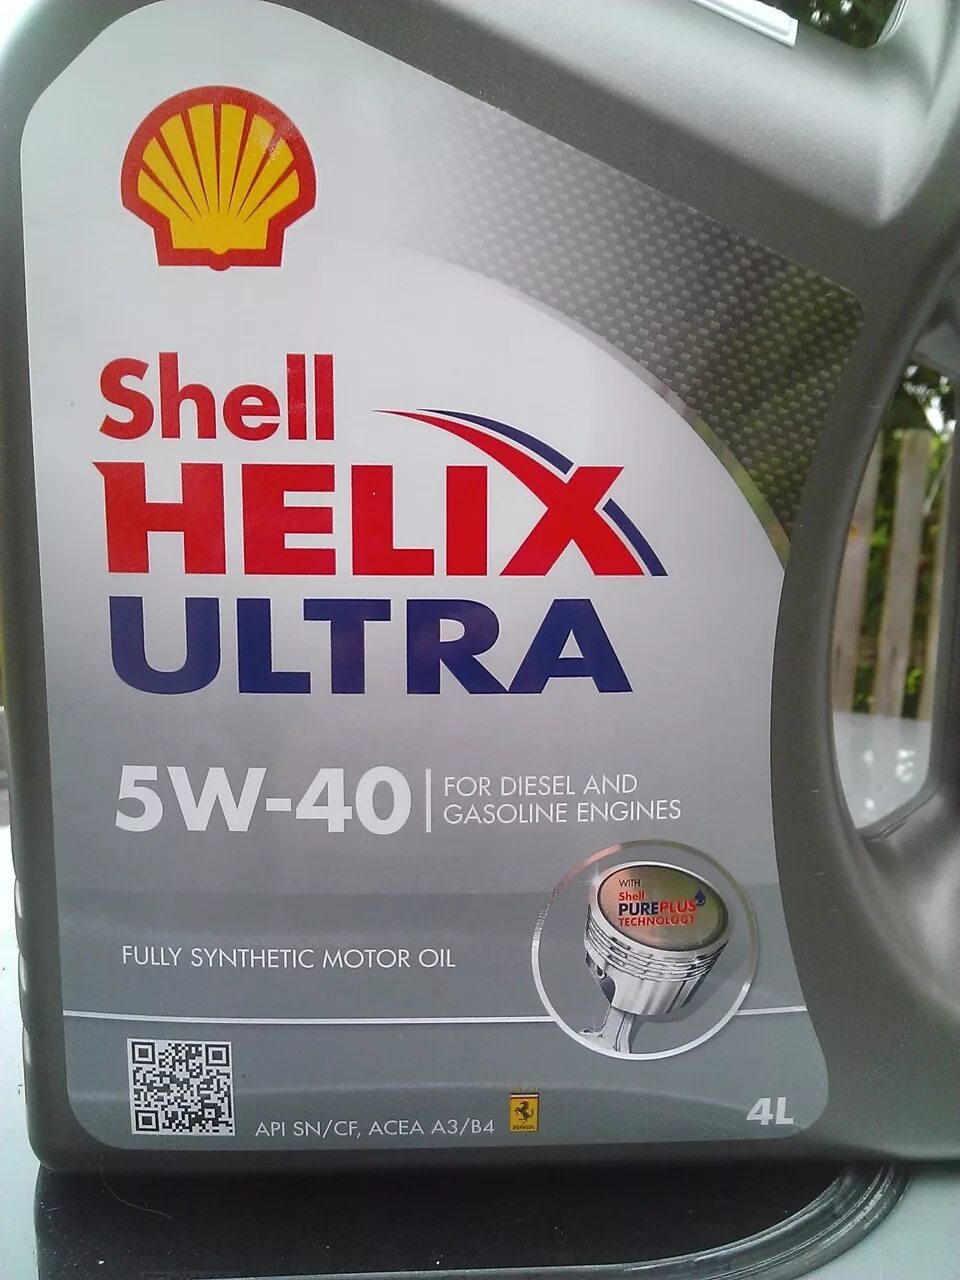 Shell
HELIX
ULTRA
5W-40
FOR DIESEL AND
GASOLINE ENGINES
WITH
Shell
PUREPLUS
TECHNOLOGY
FULLY SYNTHETIC MOTOR OIL
API SN/CF, ACEA A3/B4
Ferrari
4L